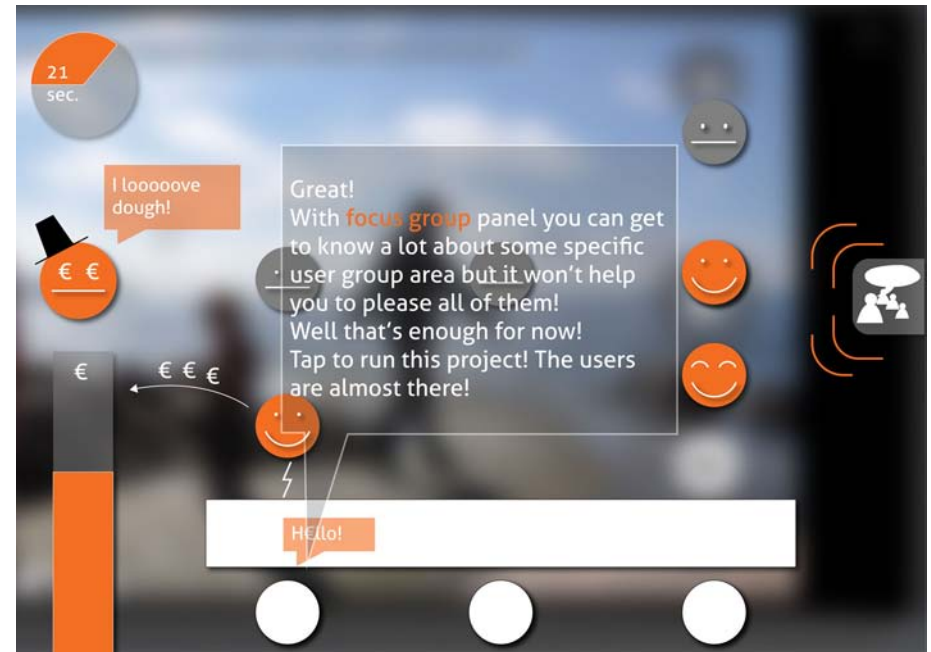 21
sec.
I looooove
dough!
€ €
€
€ € €
Great!
With focus group panel you can get
to know a lot about some specific
user group area but it won't help
you to please all of them!
Well that's enough for now!
Tap to run this project! The users
are almost there!
H€llo!